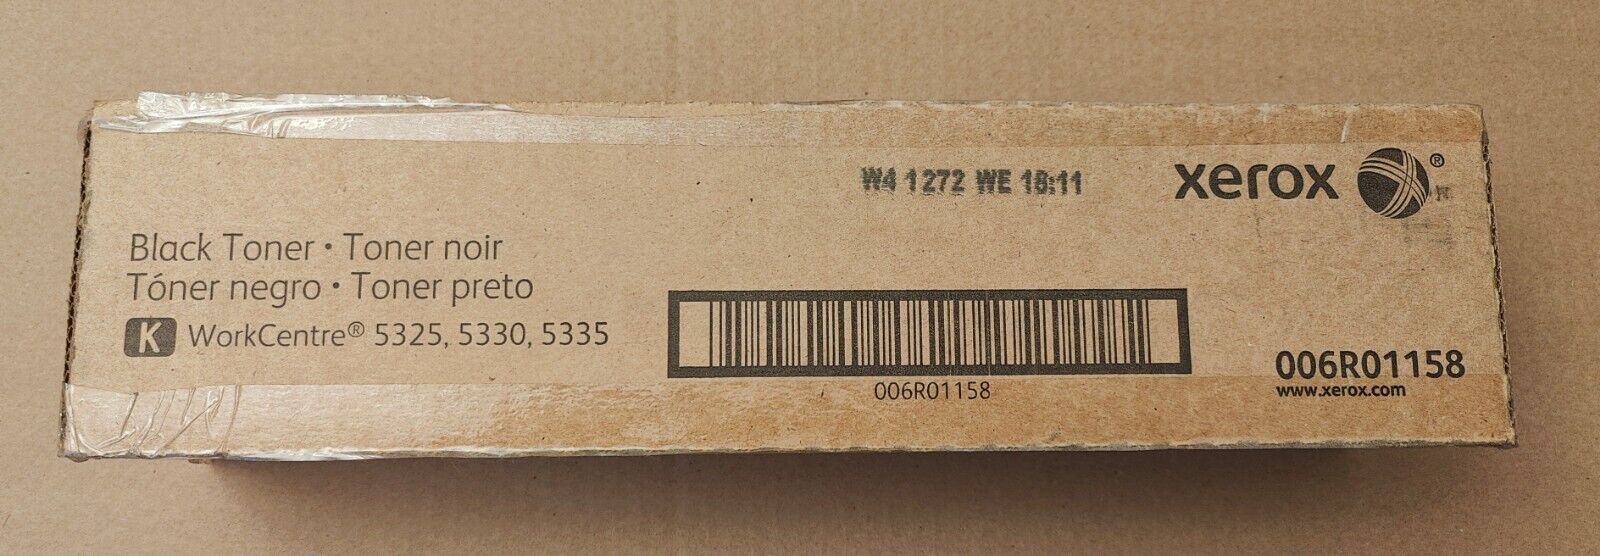 W4 1272 WE 18:11
xerox ®
Black Toner • Toner noir
Tóner negro • Toner preto
K WorkCentre® 5325, 5330, 5335
006R01158
006R01158
www.xerox.com